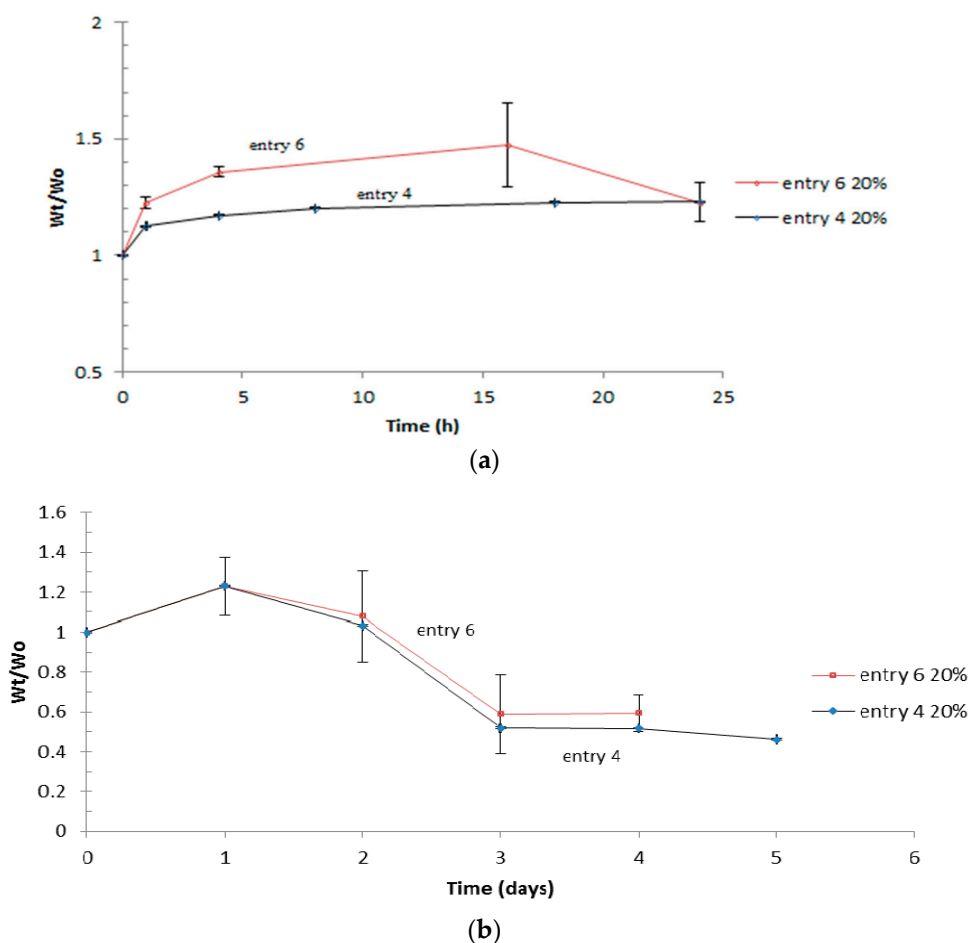 2
1.5
1
0.5
Wt/Wo
entry 6
entry 4
entry 6 20%
entry 4 20%
0 5 10 15 20 25
Time (h)
(a)
1.6
1.4
1.2
1
0.8
0.6
0.4
0.2
0
Wt/Wo
entry 6
entry 4
entry 6 20%
entry 4 20%
0 1 2 3 4 5 6
Time (days)
(b)